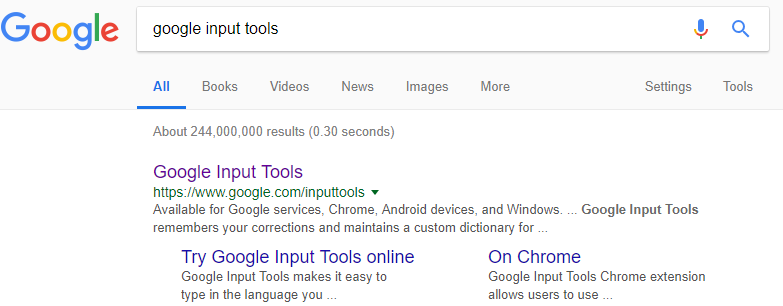 Google
google input tools
All Books Videos News Images More Settings Tools
About 244,000,000 results (0.30 seconds)
Google Input Tools
https://www.google.com/inputtools
Available for Google services, Chrome, Android devices, and Windows. ... Google Input Tools
remembers your corrections and maintains a custom dictionary for ...
Try Google Input Tools online
Google Input Tools makes it easy to
type in the language you ...
On Chrome
Google Input Tools Chrome extension
allows users to use ...